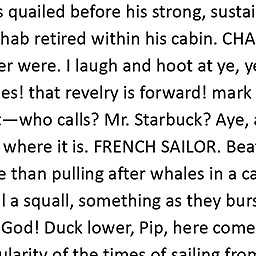 quailed before his strong, sustai
hab retired within his cabin. CHA
er were. I laugh and hoot at ye, ye
es! that revelry is forward! mark
—who calls? Mr. Starbuck? Aye,
where it is. FRENCH SAILOR. Bea
e than pulling after whales in a ca
l a squall, something as they burs
God! Duck lower, Pip, here come
ularity of the times of sailing from